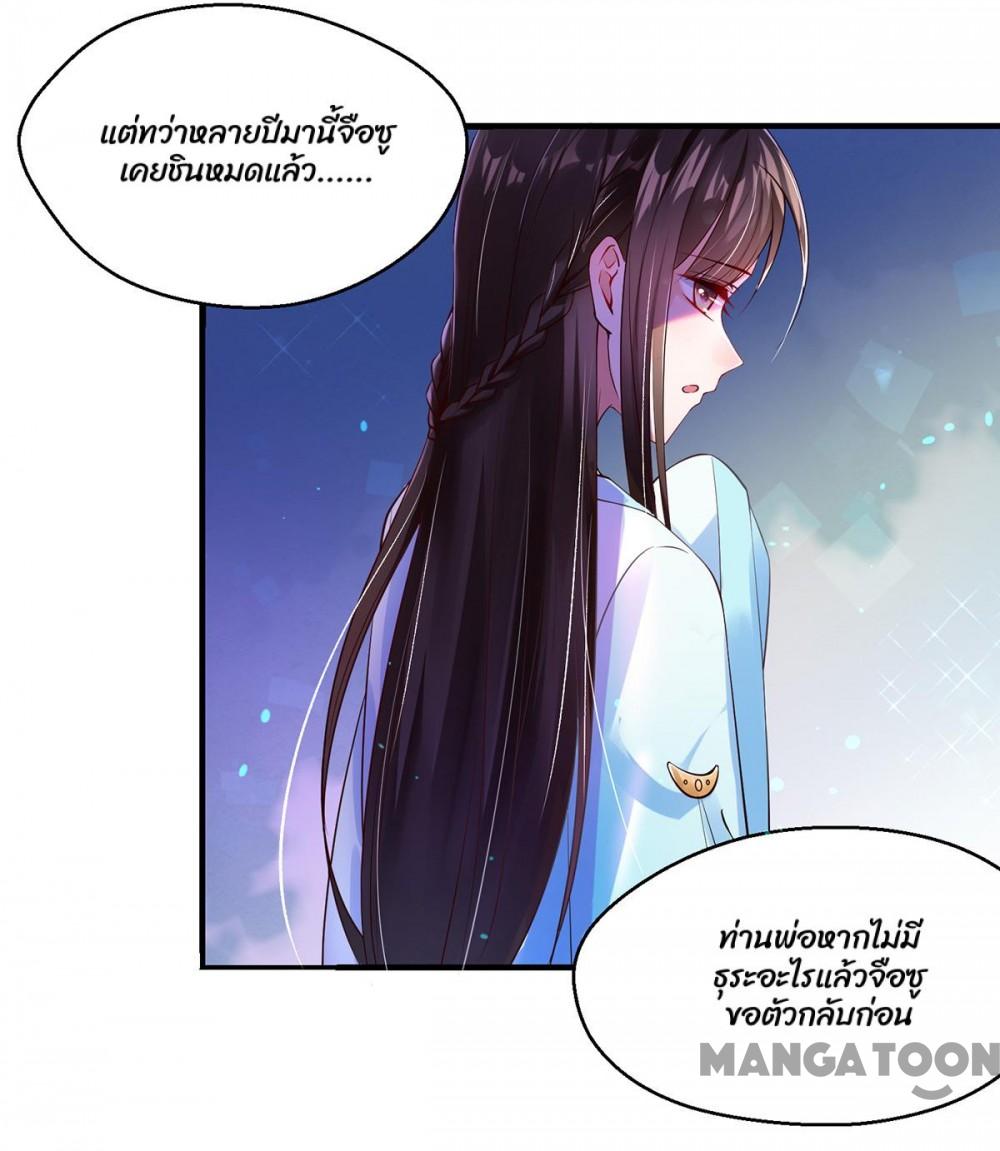 แต่ทว่าหลายปีมานี้จือซู
เคยชินหมดแล้ว......
ท่านพ่อหากไม่มี
ธุระอะไรแล้วจือซู
ขอตัวกลับก่อน
MANGATOON